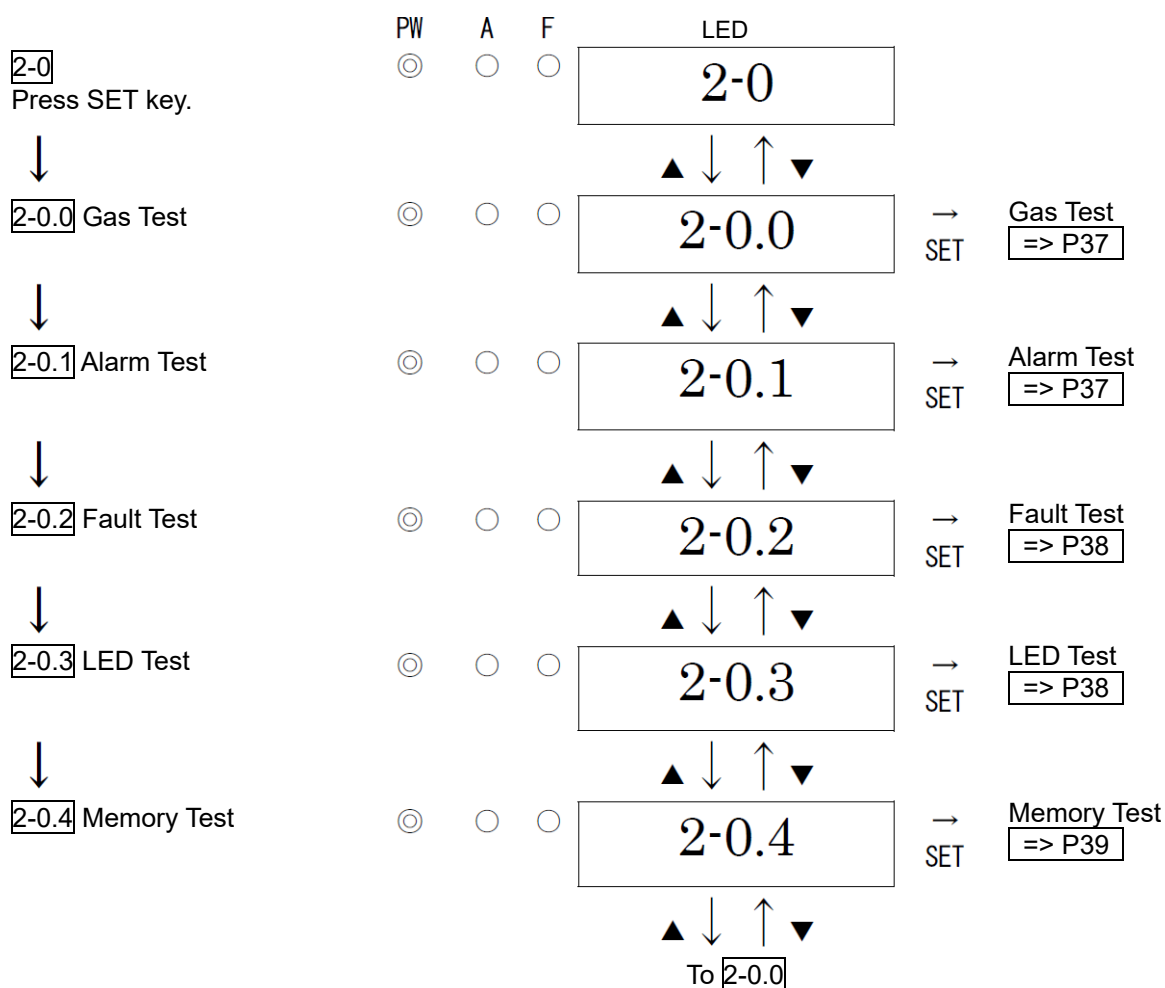 PW A F LED
2-0 ◎ ○ ○ 2-0
Press SET key.
↓ ▲ ↓ ↑ ▼
2-0.0 Gas Test ◎ ○ ○ 2-0.0 → Gas Test
SET => P37
↓ ▲ ↓ ↑ ▼
2-0.1 Alarm Test ◎ ○ ○ 2-0.1 → Alarm Test
SET => P37
↓ ▲ ↓ ↑ ▼
2-0.2 Fault Test ◎ ○ ○ 2-0.2 → Fault Test
SET => P38
↓ ▲ ↓ ↑ ▼
2-0.3 LED Test ◎ ○ ○ 2-0.3 → LED Test
SET => P38
↓ ▲ ↓ ↑ ▼
2-0.4 Memory Test ◎ ○ ○ 2-0.4 → Memory Test
SET => P39
▲ ↓ ↑ ▼
To 2-0.0